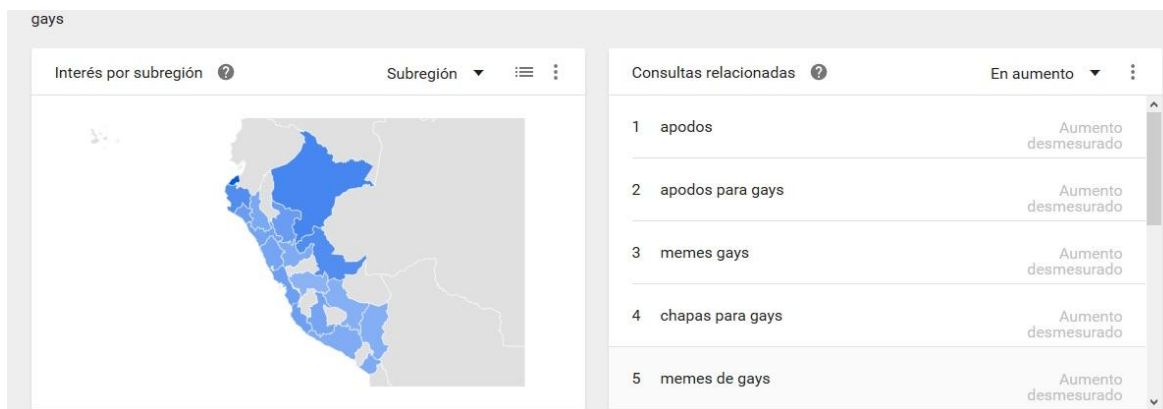 gays
Interés por subregión
Subregión
Consultas relacionadas
En aumento
1 apodos Aumento
desmesurado
2 apodos para gays Aumento
desmesurado
3 memes gays Aumento
desmesurado
4 chapas para gays Aumento
desmesurado
5 memes de gays Aumento
desmesurado